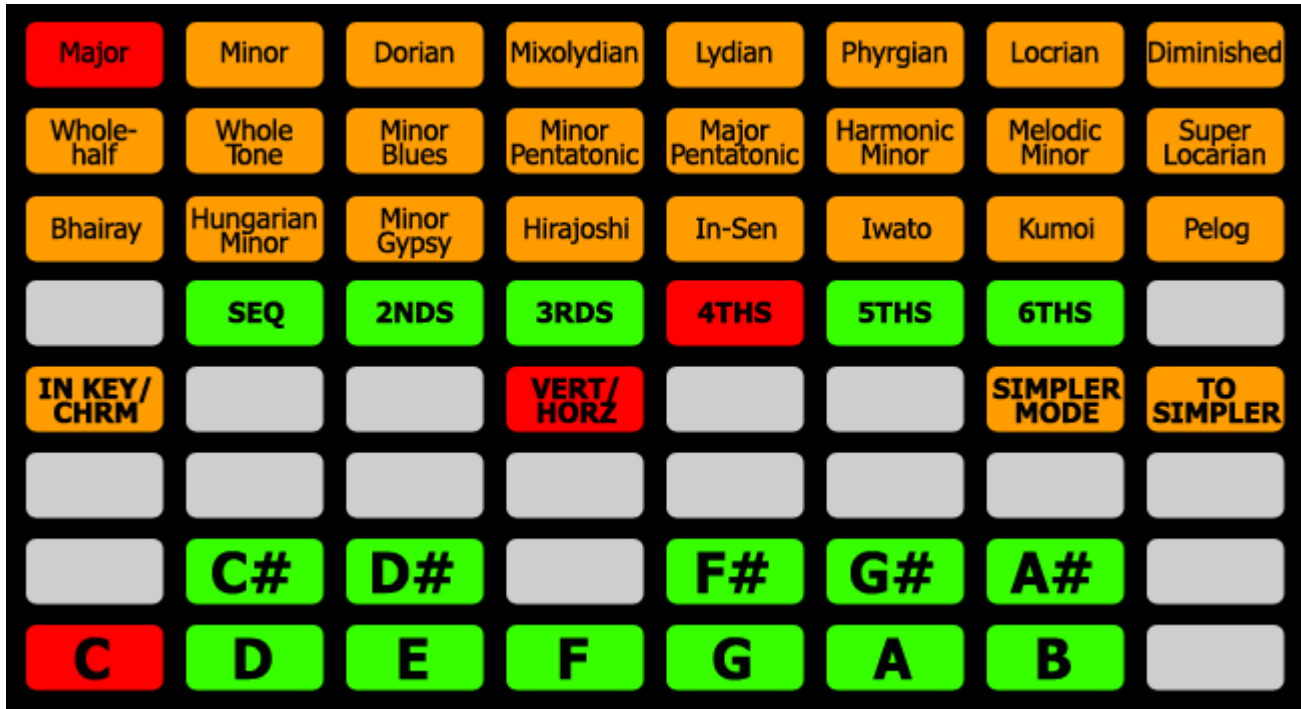 Major Minor Dorian Mixolydian Lydian Phyrgian Locrian Diminished
Whole-
half
Whole
Tone
Minor
Blues
Minor
Pentatonic
Major
Pentatonic
Harmonic
Minor
Melodic
Minor
Super
Locarian
Bhairay
Hungarian
Minor
Minor
Gypsy
Hirajoshi
In-Sen
Iwato
Kumoi
Pelog
SEQ 2NDS 3RDS 4THS 5THS 6THS
IN KEY/
CHRM
VERT/
HORZ
SIMPLER
MODE
TO
SIMPLER
C# D# F# G# A#
C D E F G A B